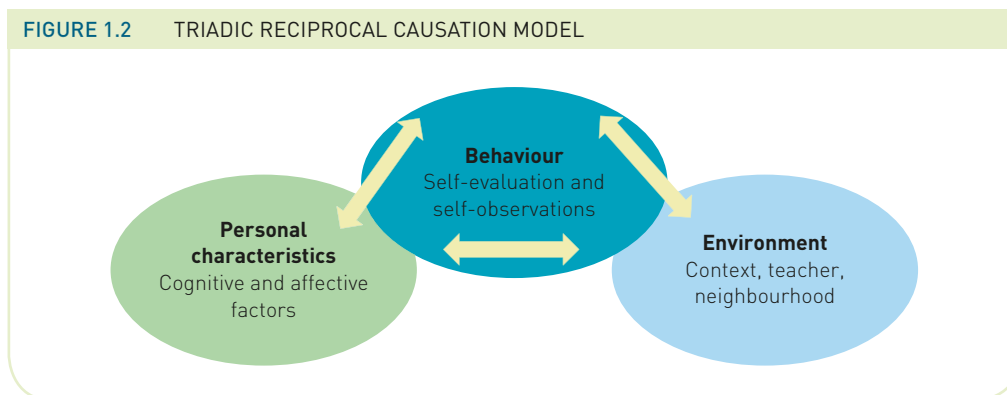 FIGURE 1.2 TRIADIC RECIPROCAL CAUSATION MODEL
Behaviour
Self-evaluation and
self-observations
Personal
characteristics
Cognitive and affective
factors
Environment
Context, teacher,
neighbourhood